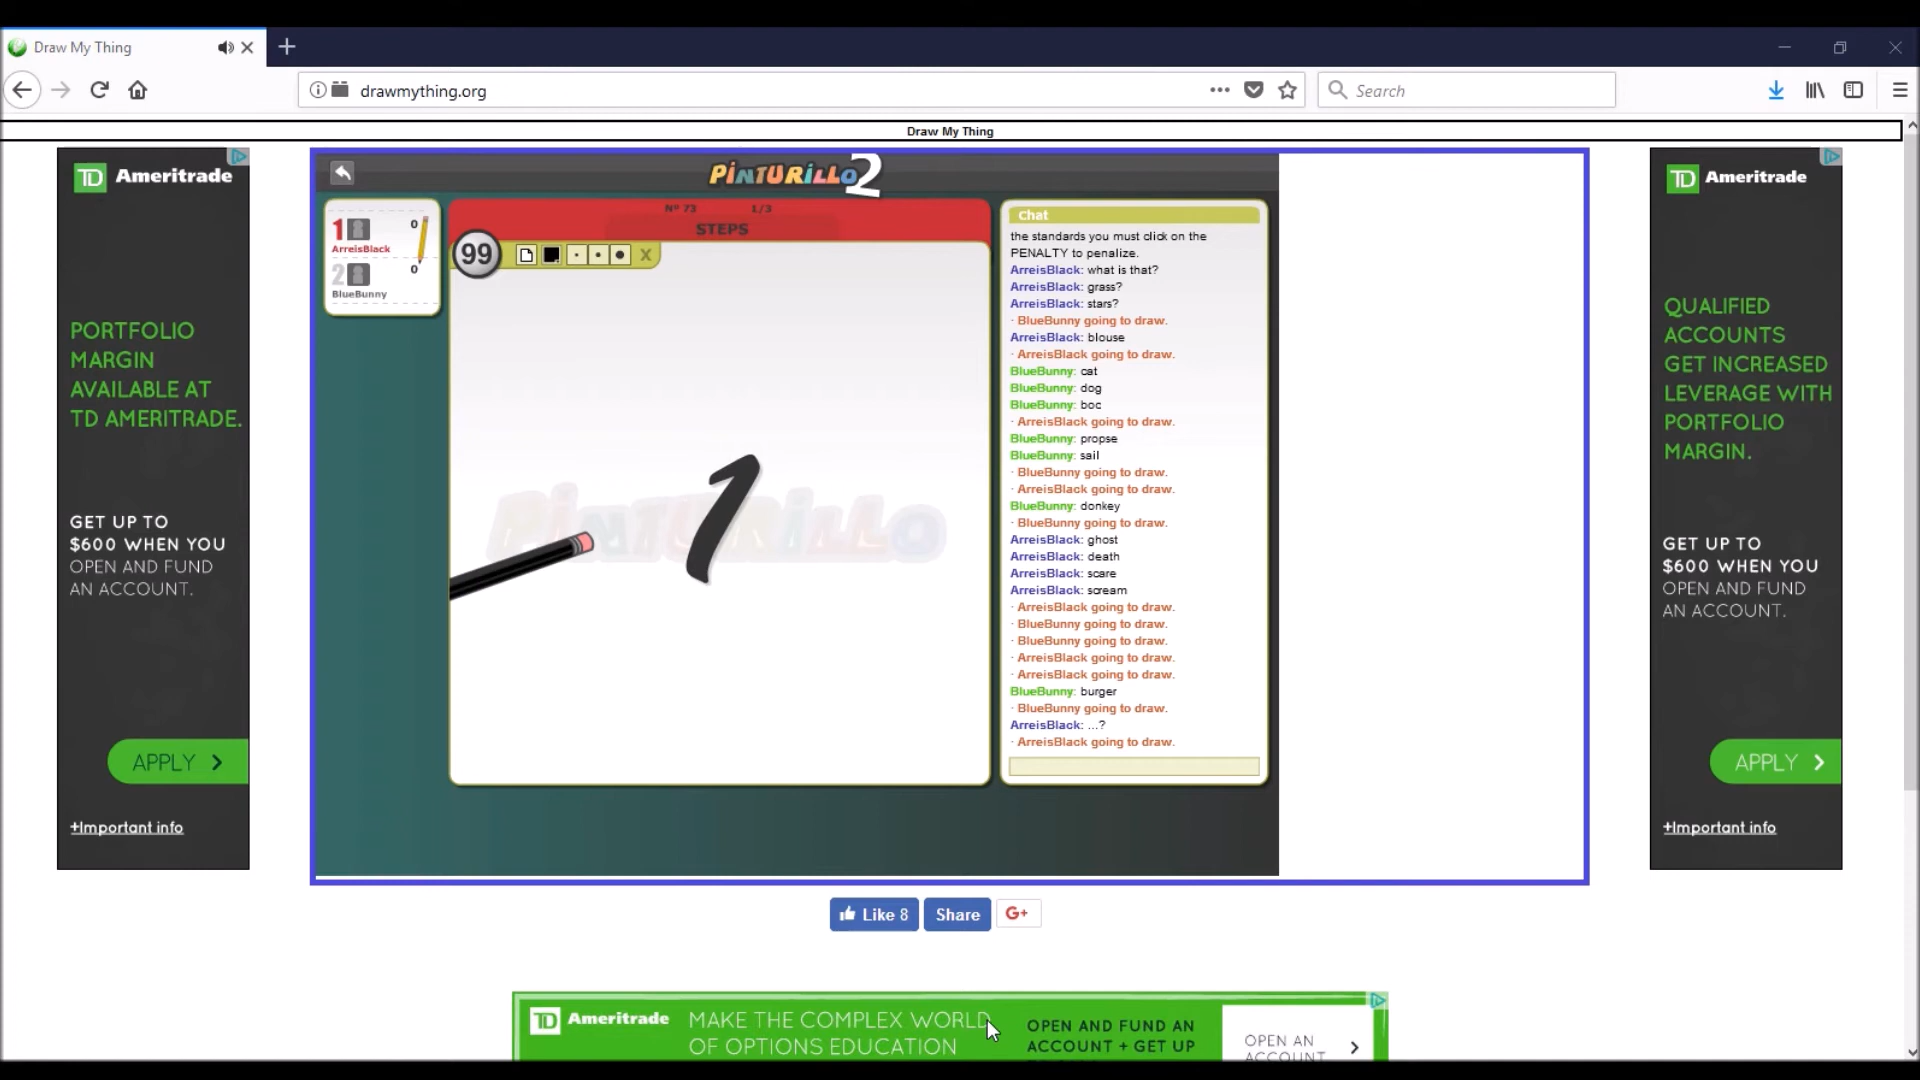 Draw My Thing
drawmything.org
Search
Draw My Thing
TD Ameritrade
PORTFOLIO
MARGIN
AVAILABLE AT
TD AMERITRADE.
GET UP TO
$600 WHEN YOU
OPEN AND FUND
AN ACCOUNT.
APPLY
+Important info
PINTURILLO 2
1 0
ArreisBlack
2 0
BlueBunny
Nº 73 1/3
STEPS
99
X
PINTURILLO
1
Chat
the standards you must click on the
PENALTY to penalize.
ArreisBlack: what is that?
ArreisBlack: grass?
ArreisBlack: stars?
· BlueBunny going to draw.
ArreisBlack: blouse
· ArreisBlack going to draw.
BlueBunny: cat
BlueBunny: dog
BlueBunny: boc
· ArreisBlack going to draw.
BlueBunny: propse
BlueBunny: sail
· BlueBunny going to draw.
· ArreisBlack going to draw.
BlueBunny: donkey
· BlueBunny going to draw.
ArreisBlack: ghost
ArreisBlack: death
ArreisBlack: scare
ArreisBlack: scream
· ArreisBlack going to draw.
· BlueBunny going to draw.
· BlueBunny going to draw.
· ArreisBlack going to draw.
· ArreisBlack going to draw.
BlueBunny: burger
· BlueBunny going to draw.
ArreisBlack: ...?
· ArreisBlack going to draw.
TD Ameritrade
QUALIFIED
ACCOUNTS
GET INCREASED
LEVERAGE WITH
PORTFOLIO
MARGIN.
GET UP TO
$600 WHEN YOU
OPEN AND FUND
AN ACCOUNT.
APPLY
+Important info
Like 8
Share
G+
TD Ameritrade
MAKE THE COMPLEX WORLD
OF OPTIONS EDUCATION
OPEN AND FUND AN
ACCOUNT + GET UP
OPEN AN
ACCOUNT